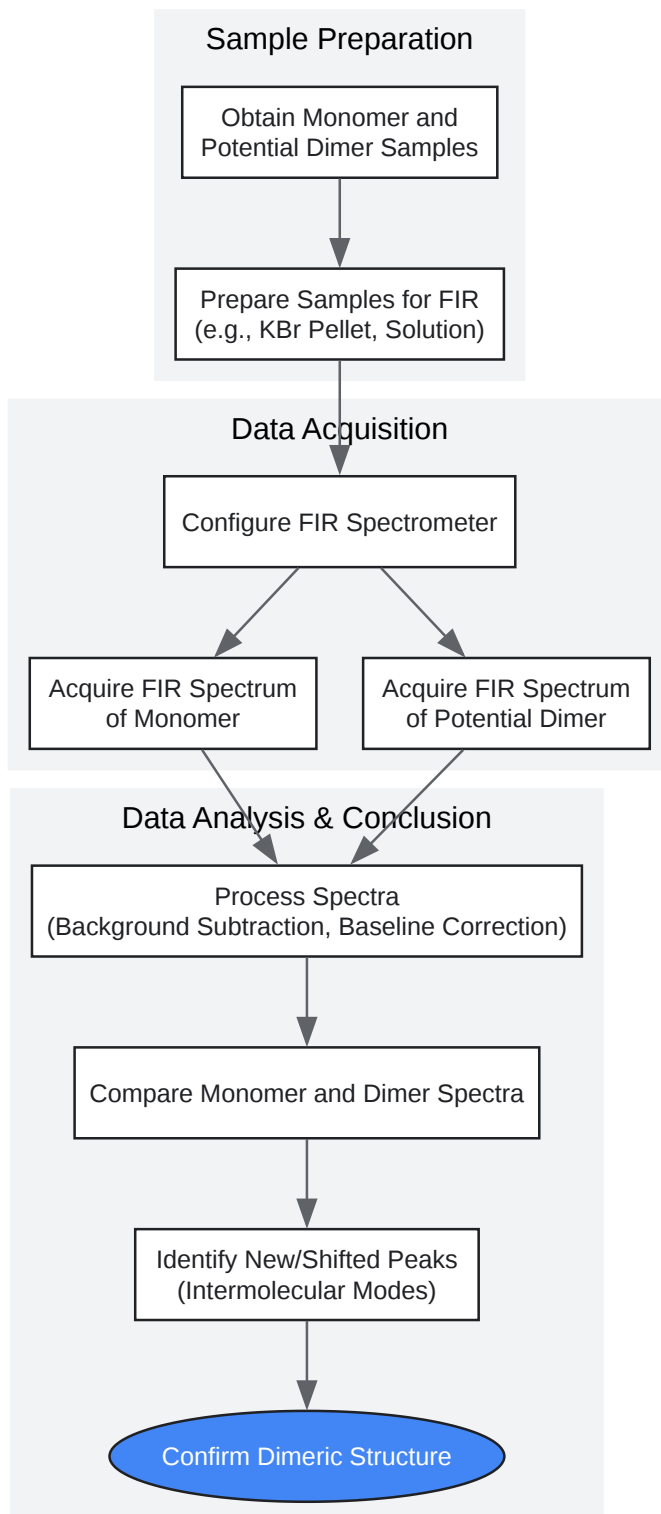 Sample Preparation
Obtain Monomer and
Potential Dimer Samples
Prepare Samples for FIR
(e.g., KBr Pellet, Solution)
Data Acquisition
Configure FIR Spectrometer
Acquire FIR Spectrum
of Monomer
Acquire FIR Spectrum
of Potential Dimer
Data Analysis & Conclusion
Process Spectra
(Background Subtraction, Baseline Correction)
Compare Monomer and Dimer Spectra
Identify New/Shifted Peaks
(Intermolecular Modes)
Confirm Dimeric Structure